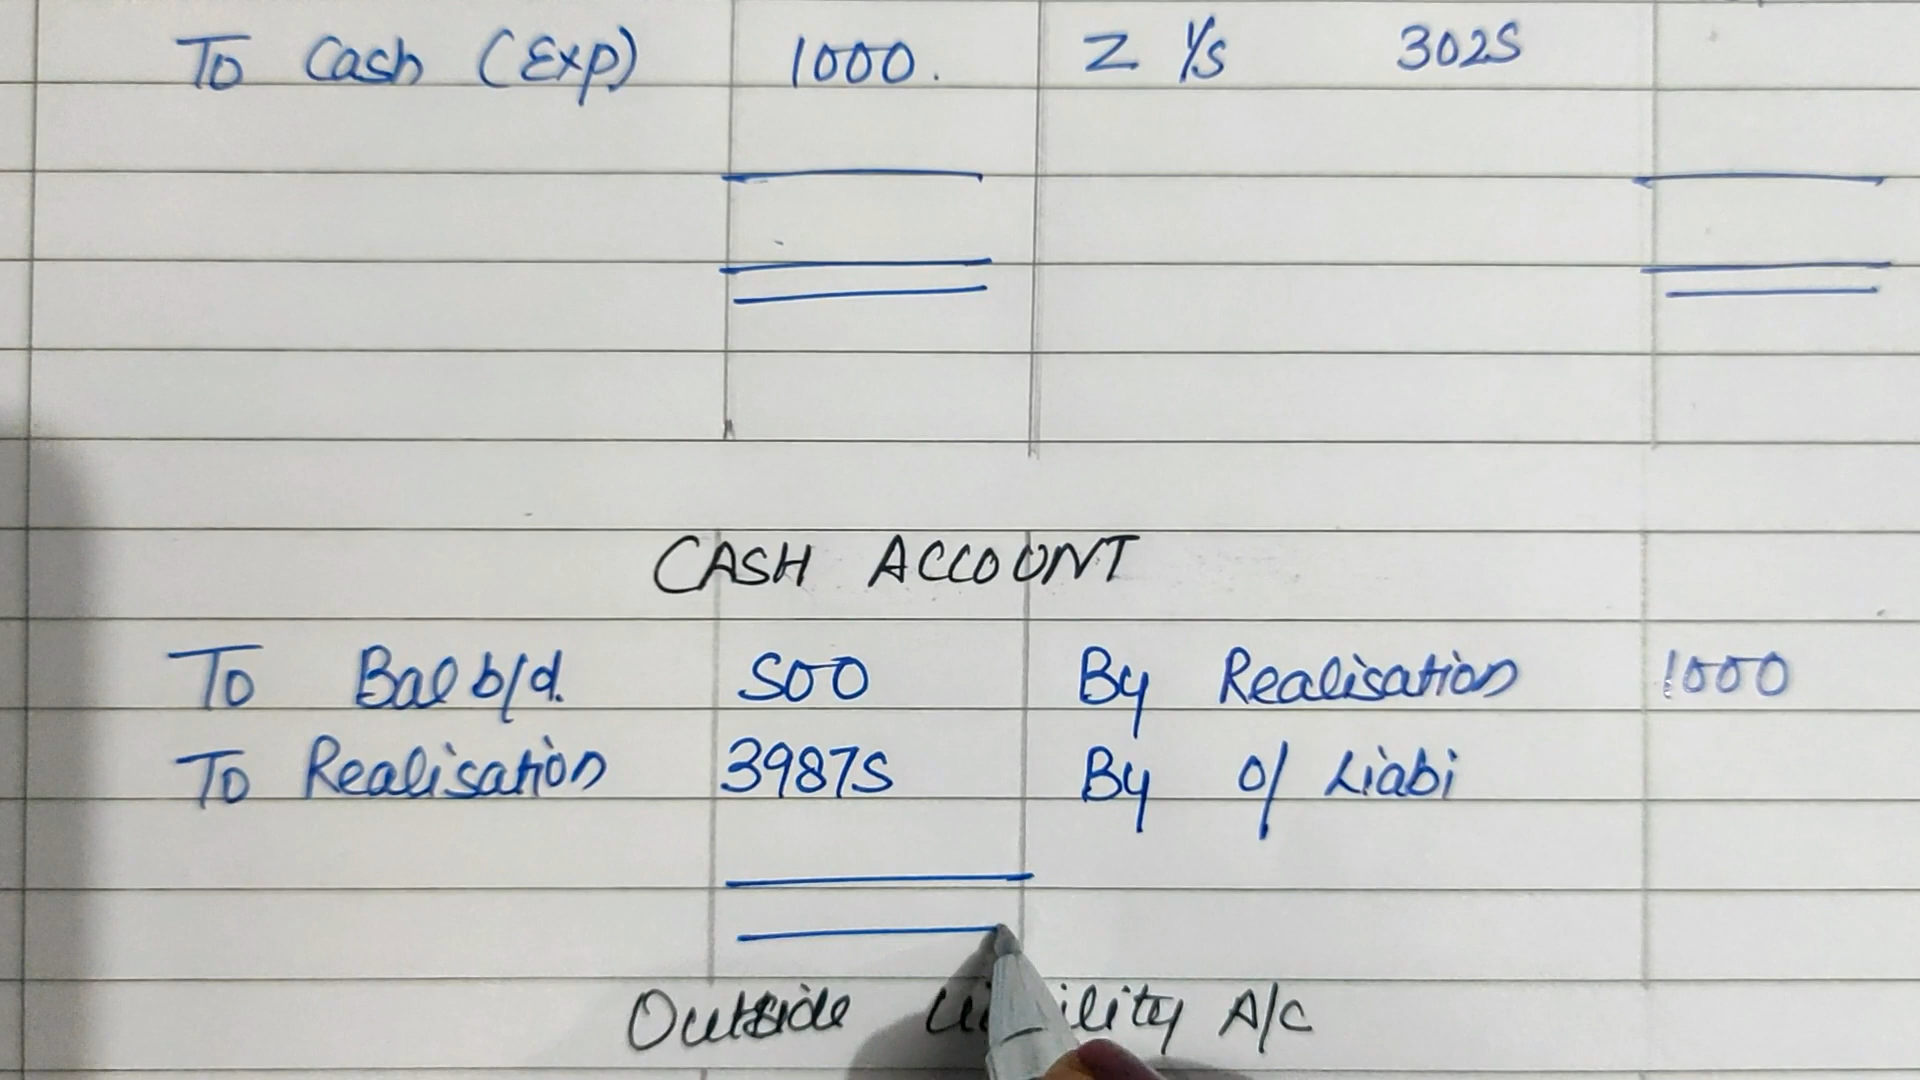 To Cash (Exp) 1000. Z 1/5 3025
CASH ACCOUNT
To Bal b/d. 500 By Realisation 1000
To Realisation 39875 By o/ Liabi
Outside A/C